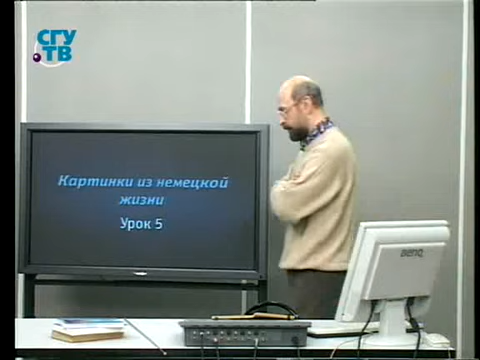 СГУ
ТВ
Картинки из немецкой
жизни
Урок 5
BenQ